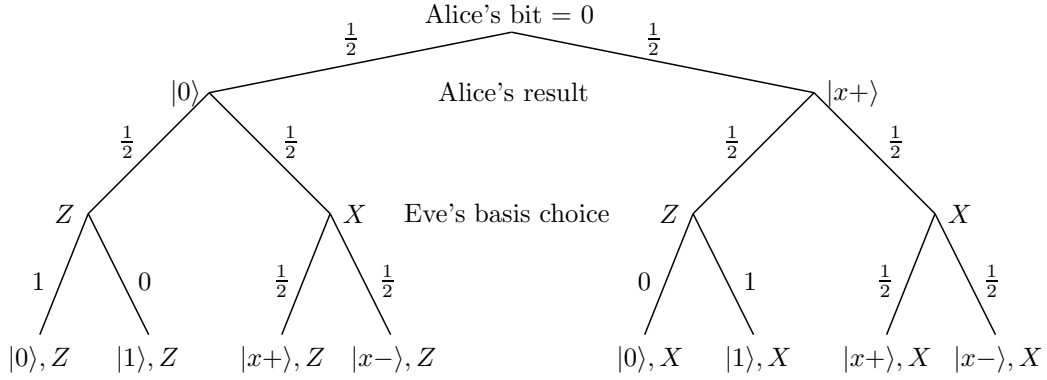 Alice's bit = 0
1/2 1/2
|0⟩ Alice's result |x+⟩
1/2 1/2 1/2 1/2
Z X Eve's basis choice Z X
1 0 1/2 1/2 0 1 1/2 1/2
|0⟩, Z |1⟩, Z |x+⟩, Z |x−⟩, Z |0⟩, X |1⟩, X |x+⟩, X |x−⟩, X